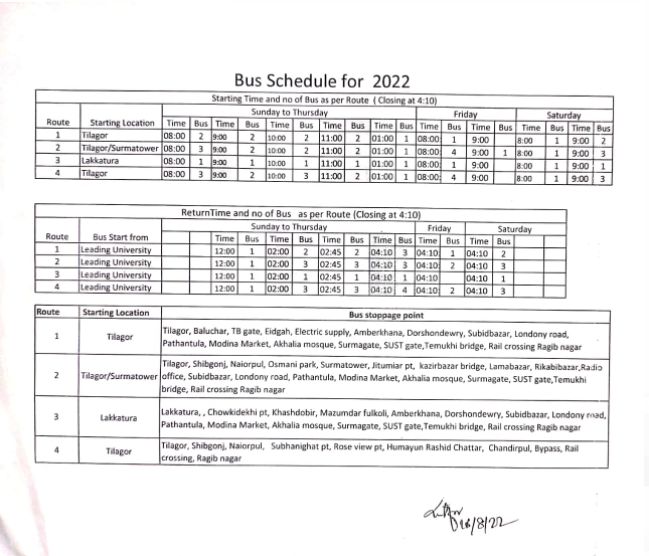 Bus Schedule for 2022
Starting Time and no of Bus as per Route ( Closing at 4:10)
Sunday to Thursday Friday Saturday
Route Starting Location Time Bus Time Bus Time Bus Time Bus Time Bus Time Bus Time Bus Time Bus Time Bus
1 Tilagor 08:00 2 9:00 2 10:00 2 11:00 2 01:00 1 08:00 1 9:00 8:00 1 9:00 2
2 Tilagor/Surmatower 08:00 3 9:00 2 10:00 2 11:00 2 01:00 1 08:00 4 9:00 1 8:00 1 9:00 3
3 Lakkatura 08:00 1 9:00 1 10:00 1 11:00 1 01:00 1 08:00 1 9:00 8:00 1 9:00 1
4 Tilagor 08:00 3 9:00 2 10:00 3 11:00 2 01:00 1 08:00 4 9:00 8:00 1 9:00 3
ReturnTime and no of Bus as per Route (Closing at 4:10)
Sunday to Thursday Friday Saturday
Route Bus Start from Time Bus Time Bus Time Bus Time Bus Time Bus Time Bus
1 Leading University 12:00 1 02:00 2 02:45 2 04:10 3 04:10 1 04:10 2
2 Leading University 12:00 1 02:00 3 02:45 3 04:10 3 04:10 2 04:10 3
3 Leading University 12:00 1 02:00 1 02:45 1 04:10 1 04:10 04:10 1
4 Leading University 12:00 1 02:00 3 02:45 3 04:10 4 04:10 2 04:10 3
Route Starting Location Bus stoppage point
1 Tilagor Tilagor, Baluchar, TB gate, Eidgah, Electric supply, Amberkhana, Dorshondewry, Subidbazar, Londony road,
Pathantula, Modina Market, Akhalia mosque, Surmagate, SUST gate,Temukhi bridge, Rail crossing Ragib nagar
2 Tilagor/Surmatower Tilagor, Shibgonj, Naiorpul, Osmani park, Surmatower, Jitumiar pt, kazirbazar bridge, Lamabazar, Rikabibazar,Radio
office, Subidbazar, Londony road, Pathantula, Modina Market, Akhalia mosque, Surmagate, SUST gate,Temukhi
bridge, Rail crossing Ragib nagar
3 Lakkatura Lakkatura, , Chowkidekhi pt, Khashdobir, Mazumdar fulkoli, Amberkhana, Dorshondewry, Subidbazar, Londony road,
Pathantula, Modina Market, Akhalia mosque, Surmagate, SUST gate,Temukhi bridge, Rail crossing Ragib nagar
4 Tilagor Tilagor, Shibgonj, Naiorpul, Subhanighat pt, Rose view pt, Humayun Rashid Chattar, Chandirpul, Bypass, Rail
crossing, Ragib nagar
16/8/22